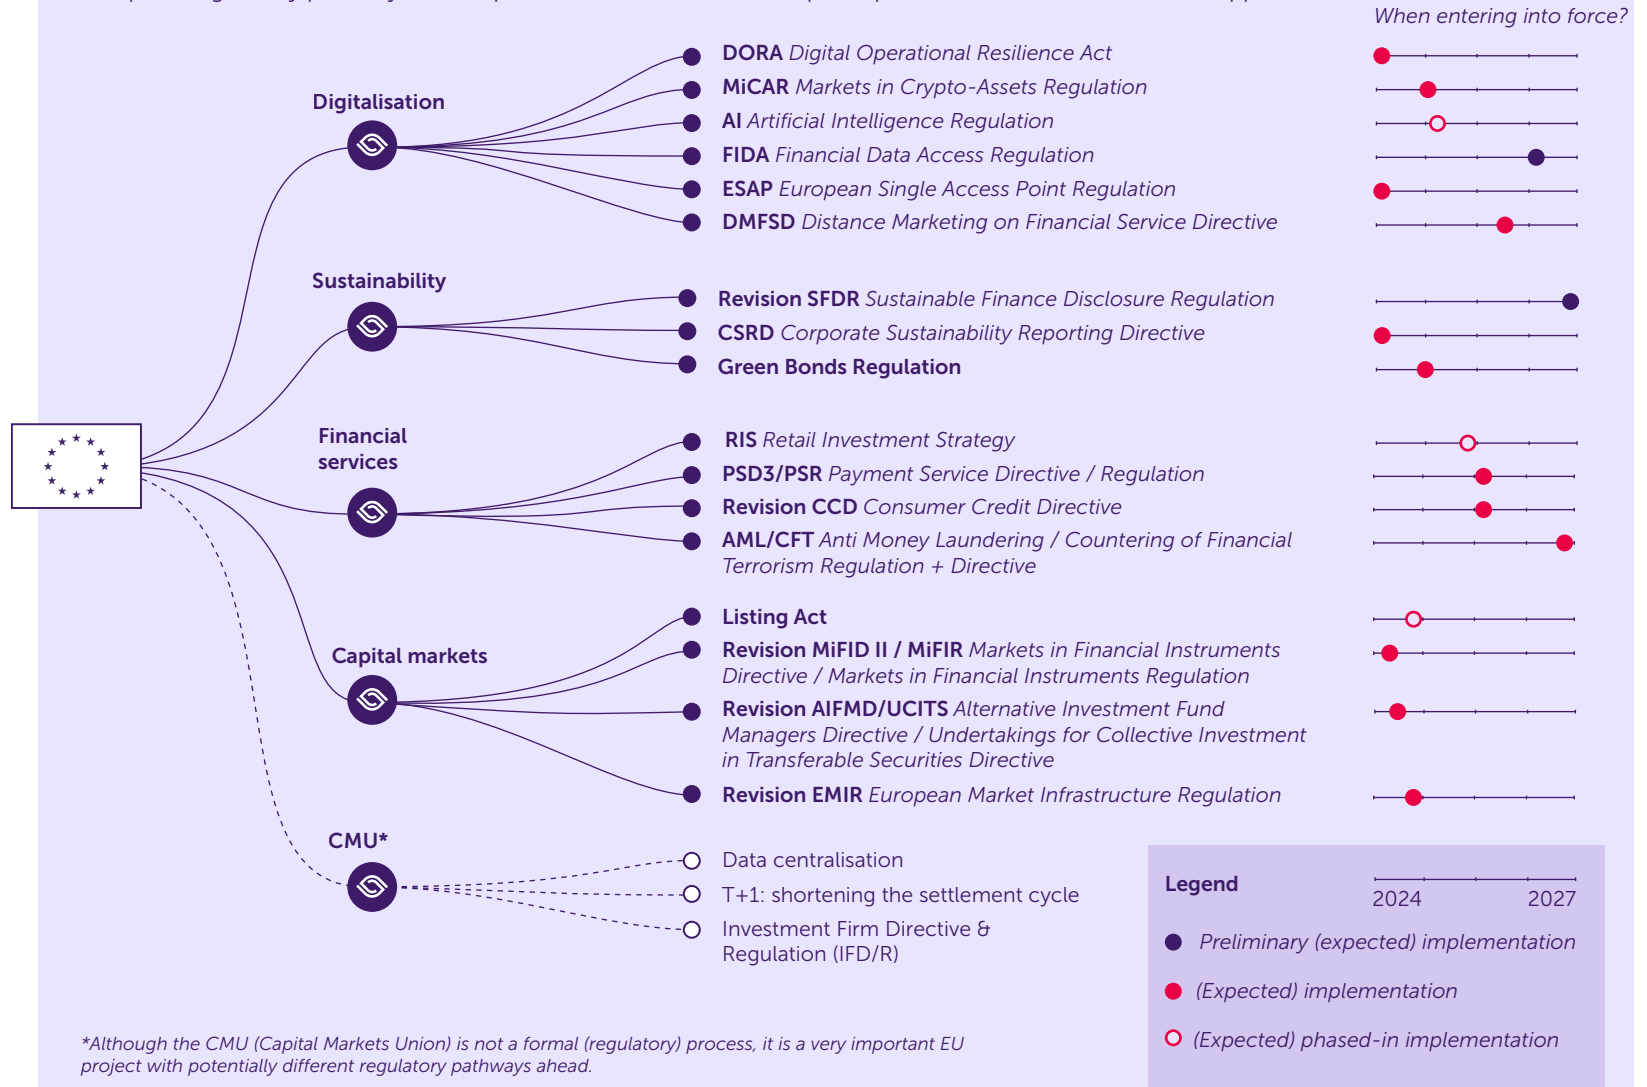 When entering into force?
Digitalisation
DORA Digital Operational Resilience Act
MiCAR Markets in Crypto-Assets Regulation
AI Artificial Intelligence Regulation
FIDA Financial Data Access Regulation
ESAP European Single Access Point Regulation
DMFSD Distance Marketing on Financial Service Directive
Sustainability
Revision SFDR Sustainable Finance Disclosure Regulation
CSRD Corporate Sustainability Reporting Directive
Green Bonds Regulation
Financial
services
RIS Retail Investment Strategy
PSD3/PSR Payment Service Directive / Regulation
Revision CCD Consumer Credit Directive
AML/CFT Anti Money Laundering / Countering of Financial
Terrorism Regulation + Directive
Capital markets
Listing Act
Revision MiFID II / MiFIR Markets in Financial Instruments
Directive / Markets in Financial Instruments Regulation
Revision AIFMD/UCITS Alternative Investment Fund
Managers Directive / Undertakings for Collective Investment
in Transferable Securities Directive
Revision EMIR European Market Infrastructure Regulation
CMU*
Data centralisation
T+1: shortening the settlement cycle
Investment Firm Directive &
Regulation (IFD/R)
Legend
2024 2027
Preliminary (expected) implementation
(Expected) implementation
(Expected) phased-in implementation
*Although the CMU (Capital Markets Union) is not a formal (regulatory) process, it is a very important EU
project with potentially different regulatory pathways ahead.